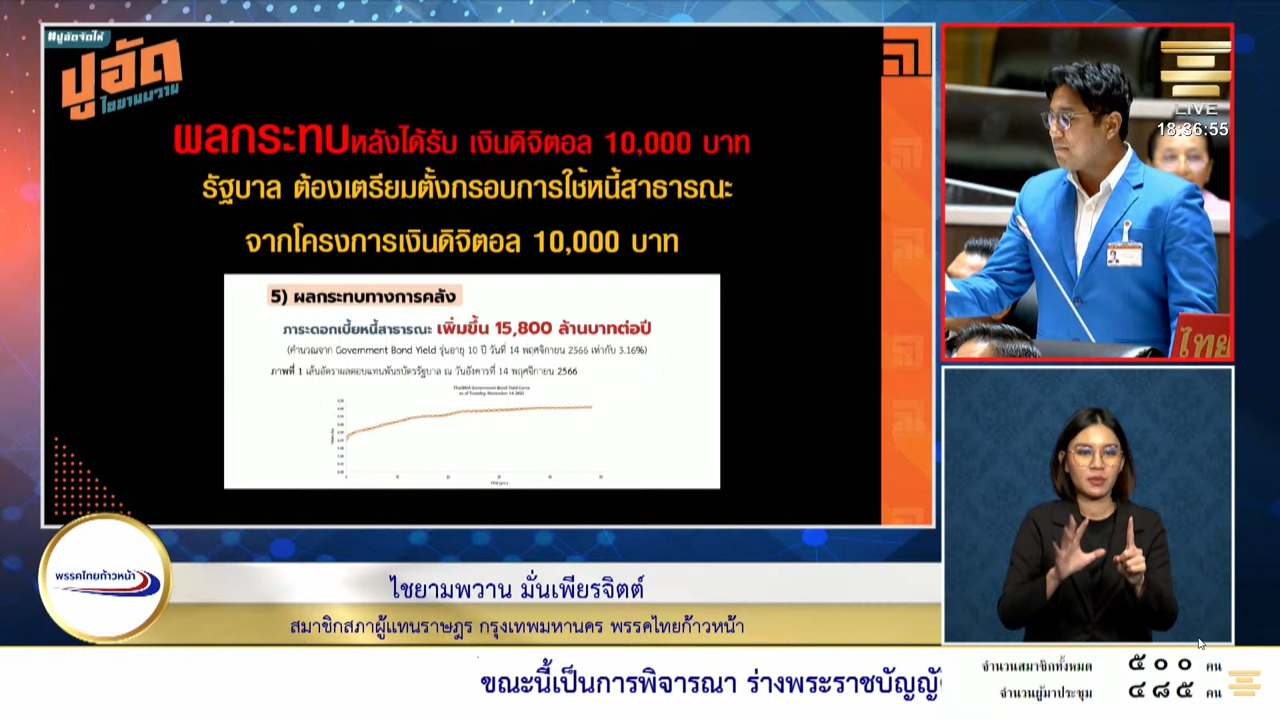 #ปูอัดจัดให้
ปูอัด
ไชยามพวาน
ผลกระทบหลังได้รับ เงินดิจิตอล 10,000 บาท
รัฐบาล ต้องเตรียมตั้งกรอบการใช้หนี้สาธารณะ
จากโครงการเงินดิจิตอล 10,000 บาท
5) ผลกระทบทางการคลัง
ภาระดอกเบี้ยหนี้สาธารณะ เพิ่มขึ้น 15,800 ล้านบาทต่อปี
(คำนวณจาก Government Bond Yield รุ่นอายุ 10 ปี วันที่ 14 พฤศจิกายน 2566 เท่ากับ 3.16%)
ภาพที่ 1 เส้นอัตราผลตอบแทนพันธบัตรรัฐบาล ณ วันอังคารที่ 14 พฤศจิกายน 2566
ThaiBMA Government Bond Yield Curve
as of Tuesday, November 14, 2023
LIVE
18:36:55
ไทย
พรรคไทยก้าวหน้า
ไชยามพวาน มั่นเพียรจิตต์
สมาชิกสภาผู้แทนราษฎร กรุงเทพมหานคร พรรคไทยก้าวหน้า
ขณะนี้เป็นการพิจารณา ร่างพระราชบัญญั
จำนวนสมาชิกทั้งหมด ๕๐๐ คน
จำนวนผู้มาประชุม ๔๘๕ คน